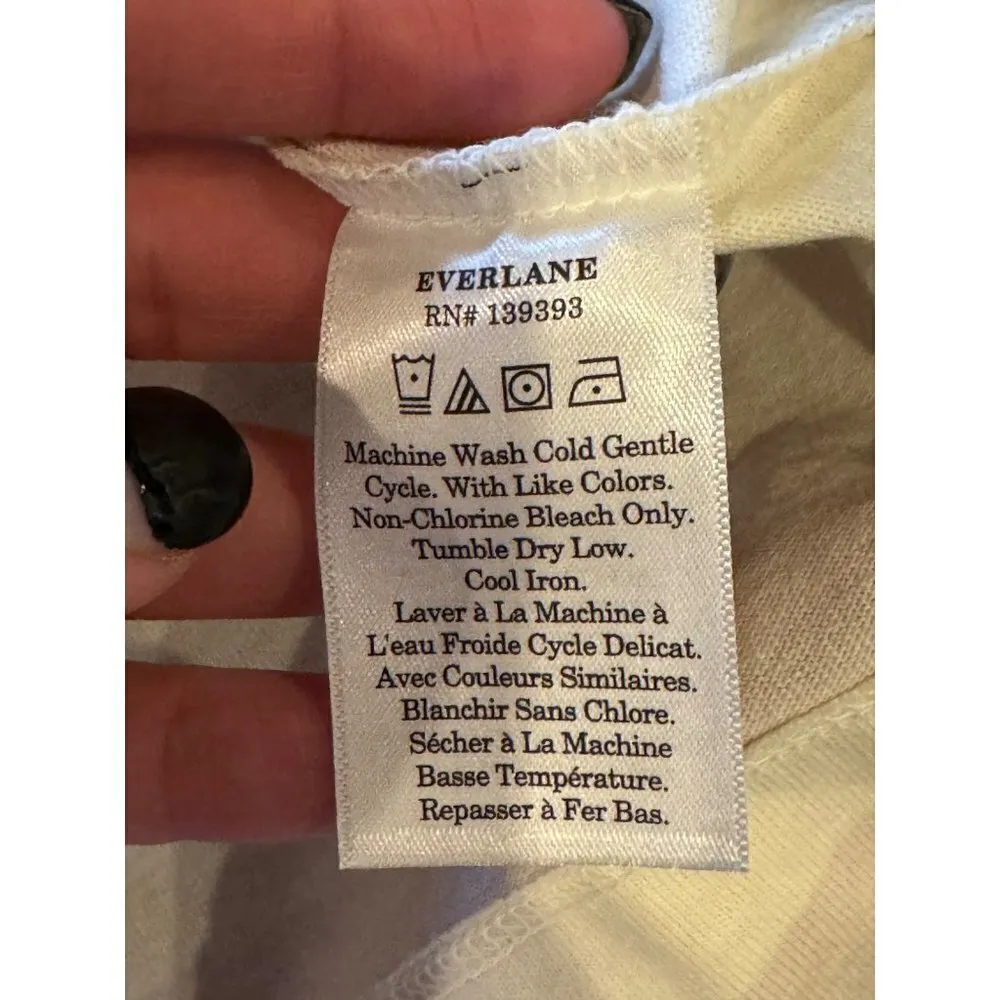 EVERLANE
RN# 139393
Machine Wash Cold Gentle
Cycle. With Like Colors.
Non-Chlorine Bleach Only.
Tumble Dry Low.
Cool Iron.
Laver à La Machine à
L'eau Froide Cycle Delicat.
Avec Couleurs Similaires.
Blanchir Sans Chlore.
Sécher à La Machine
Basse Température.
Repasser à Fer Bas.